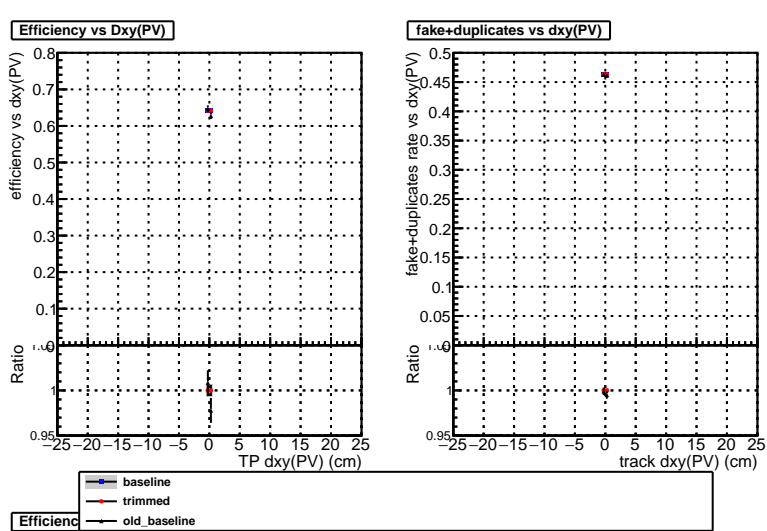 Efficiency vs Dxy(PV)
efficiency vs dxy(PV)
0.8
0.7
0.6
0.5
0.4
0.3
0.2
0.1
0
Ratio
1
0.95
−25 −20 −15 −10 −5 0 5 10 15 20 25
TP dxy(PV) (cm)
fake+duplicates vs dxy(PV)
fake+duplicates rate vs dxy(PV)
0.5
0.45
0.4
0.35
0.3
0.25
0.2
0.15
0.1
0.05
0
Ratio
1
0.95
−25 −20 −15 −10 −5 0 5 10 15 20 25
track dxy(PV) (cm)
baseline
trimmed
old_baseline
Efficienc